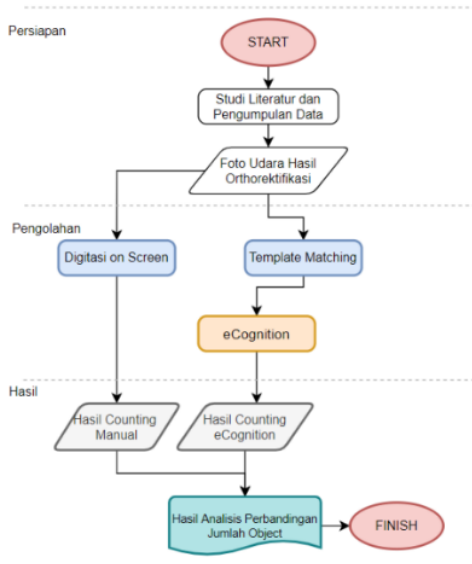 Persiapan
START
Studi Literatur dan
Pengumpulan Data
Foto Udara Hasil
Orthorektifikasi
Pengolahan
Digitasi on Screen
Template Matching
eCognition
Hasil
Hasil Counting
Manual
Hasil Counting
eCognition
Hasil Analisis Perbandingan
Jumlah Object
FINISH